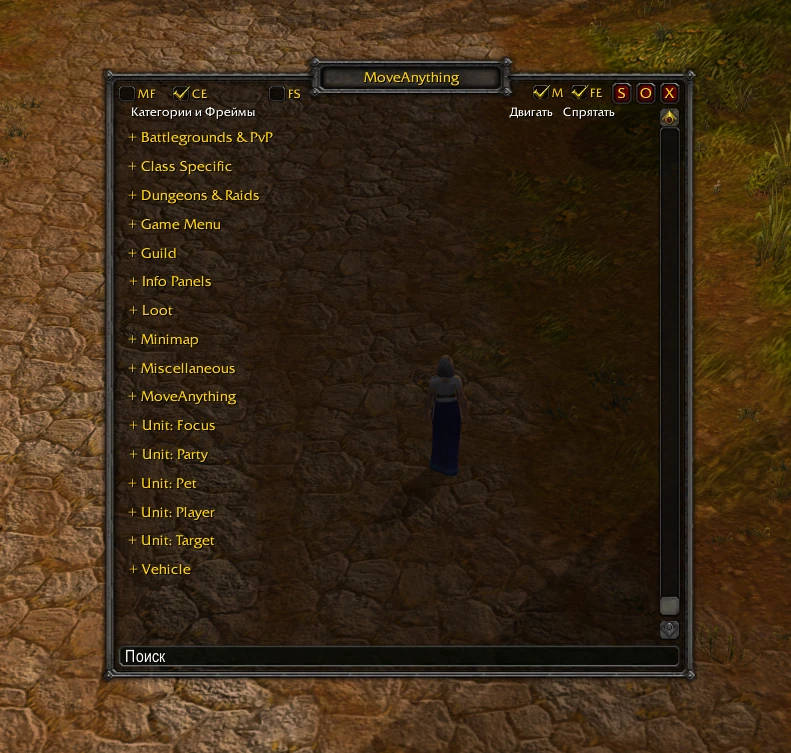 MoveAnything
MF CE FS M FE S O X
Категории и Фреймы Двигать Спрятать
+ Battlegrounds & PvP
+ Class Specific
+ Dungeons & Raids
+ Game Menu
+ Guild
+ Info Panels
+ Loot
+ Minimap
+ Miscellaneous
+ MoveAnything
+ Unit: Focus
+ Unit: Party
+ Unit: Pet
+ Unit: Player
+ Unit: Target
+ Vehicle
Поиск